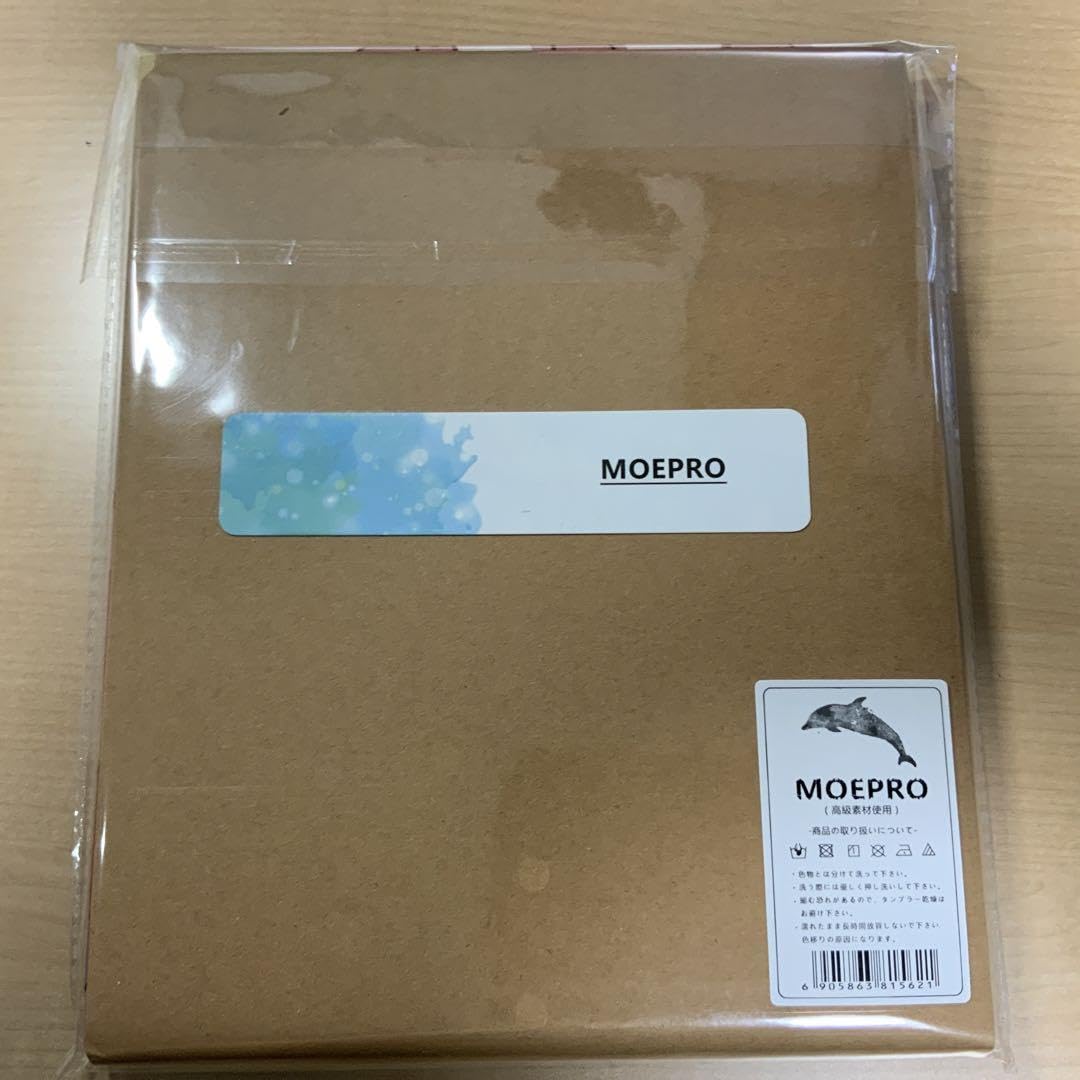 MOEPRO
MOEPRO
(高級素材使用)
-商品の取り扱いについて-
・色物とは分けて洗って下さい。
・洗う際には優しく押し洗いして下さい。
・縮む恐れがあるので、タンブラー乾燥は
お避け下さい。
・濡れたまま長時間放置しないで下さい
色移りの原因になります。
6 905863 815621